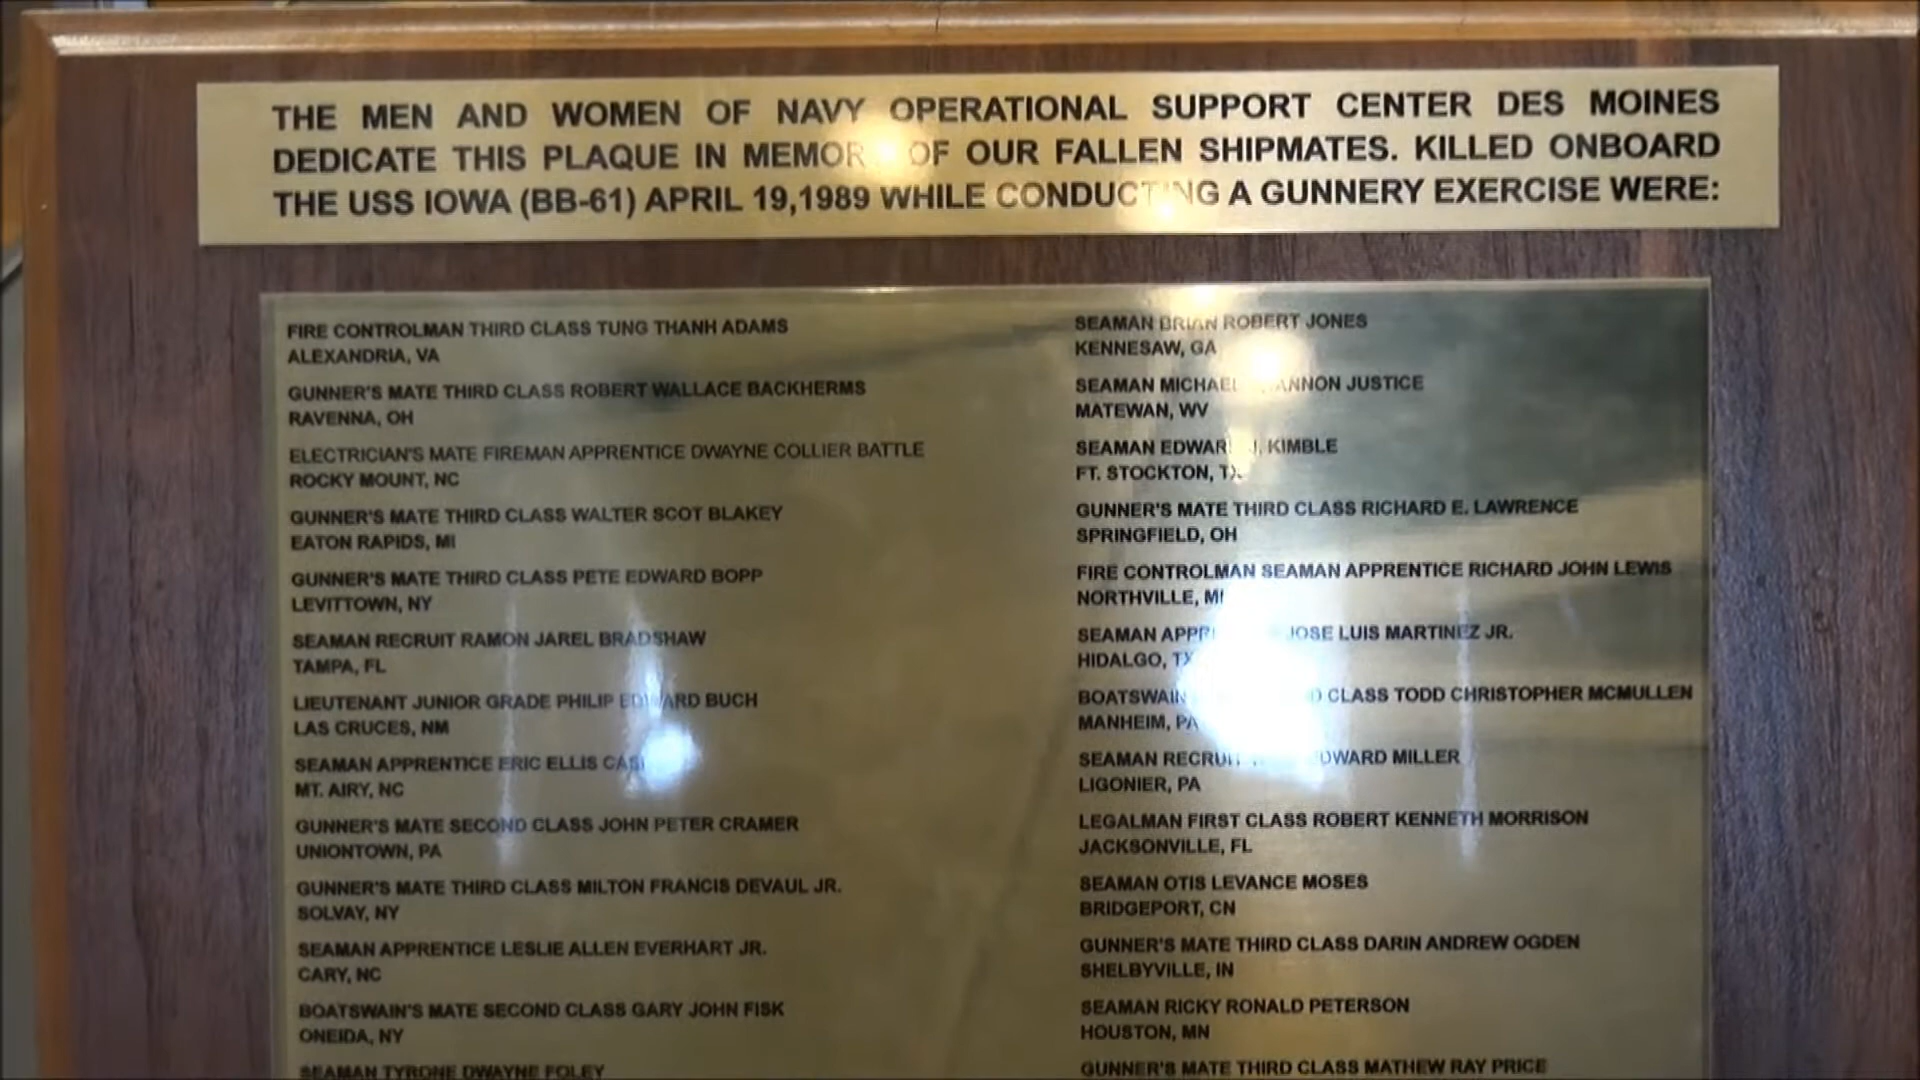 THE MEN AND WOMEN OF NAVY OPERATIONAL SUPPORT CENTER DES MOINES
DEDICATE THIS PLAQUE IN OF OUR FALLEN SHIPMATES. KILLED ONBOARD
THE USS IOWA (BB-61) APRIL 19,1989 WHILE CONDUCTING A GUNNERY EXERCISE WERE:
FIRE CONTROLMAN THIRD CLASS TUNG THANH ADAMS
ALEXANDRIA, VA
GUNNER'S MATE THIRD CLASS ROBERT WALLACE BACKHERMS
RAVENNA, OH
ELECTRICIAN'S MATE FIREMAN APPRENTICE DWAYNE COLLIER BATTLE
ROCKY MOUNT, NC
GUNNER'S MATE THIRD CLASS WALTER SCOT BLAKEY
EATON RAPIDS, MI
GUNNER'S MATE THIRD CLASS PETE EDWARD BOPP
LEVITTOWN, NY
SEAMAN RECRUIT RAMON JAREL BRADSHAW
TAMPA, FL
LIEUTENANT JUNIOR GRADE PHILIP EDWARD BUCH
LAS CRUCES, NM
SEAMAN APPRENTICE ERIC ELLIS
MT. AIRY, NC
GUNNER'S MATE SECOND CLASS JOHN PETER CRAMER
UNIONTOWN, PA
GUNNER'S MATE THIRD CLASS MILTON FRANCIS DEVAUL JR.
SOLVAY, NY
SEAMAN APPRENTICE LESLIE ALLEN EVERHART JR.
CARY, NC
BOATSWAIN'S MATE SECOND CLASS GARY JOHN FISK
ONEIDA, NY
SEAMAN TYRONE DWAYNE FOLEY
SEAMAN BRIAN ROBERT JONES
KENNESAW, GA
SEAMAN MICHAEL JUSTICE
MATEWAN, WV
SEAMAN KIMBLE
FT. STOCKTON, TX
GUNNER'S MATE THIRD CLASS RICHARD E. LAWRENCE
SPRINGFIELD, OH
FIRE CONTROLMAN SEAMAN APPRENTICE RICHARD JOHN LEWIS
NORTHVILLE, MI
SEAMAN JOSE LUIS MARTINEZ JR.
HIDALGO, TX
CLASS TODD CHRISTOPHER MCMULLEN
MANHEIM, PA
SEAMAN MILLER
LIGONIER, PA
LEGALMAN FIRST CLASS ROBERT KENNETH MORRISON
JACKSONVILLE, FL
SEAMAN OTIS LEVANCE MOSES
BRIDGEPORT, CN
GUNNER'S MATE THIRD CLASS DARIN ANDREW OGDEN
SHELBYVILLE, IN
SEAMAN RICKY RONALD PETERSON
HOUSTON, MN
GUNNER'S MATE THIRD CLASS MATHEW RAY PRICE